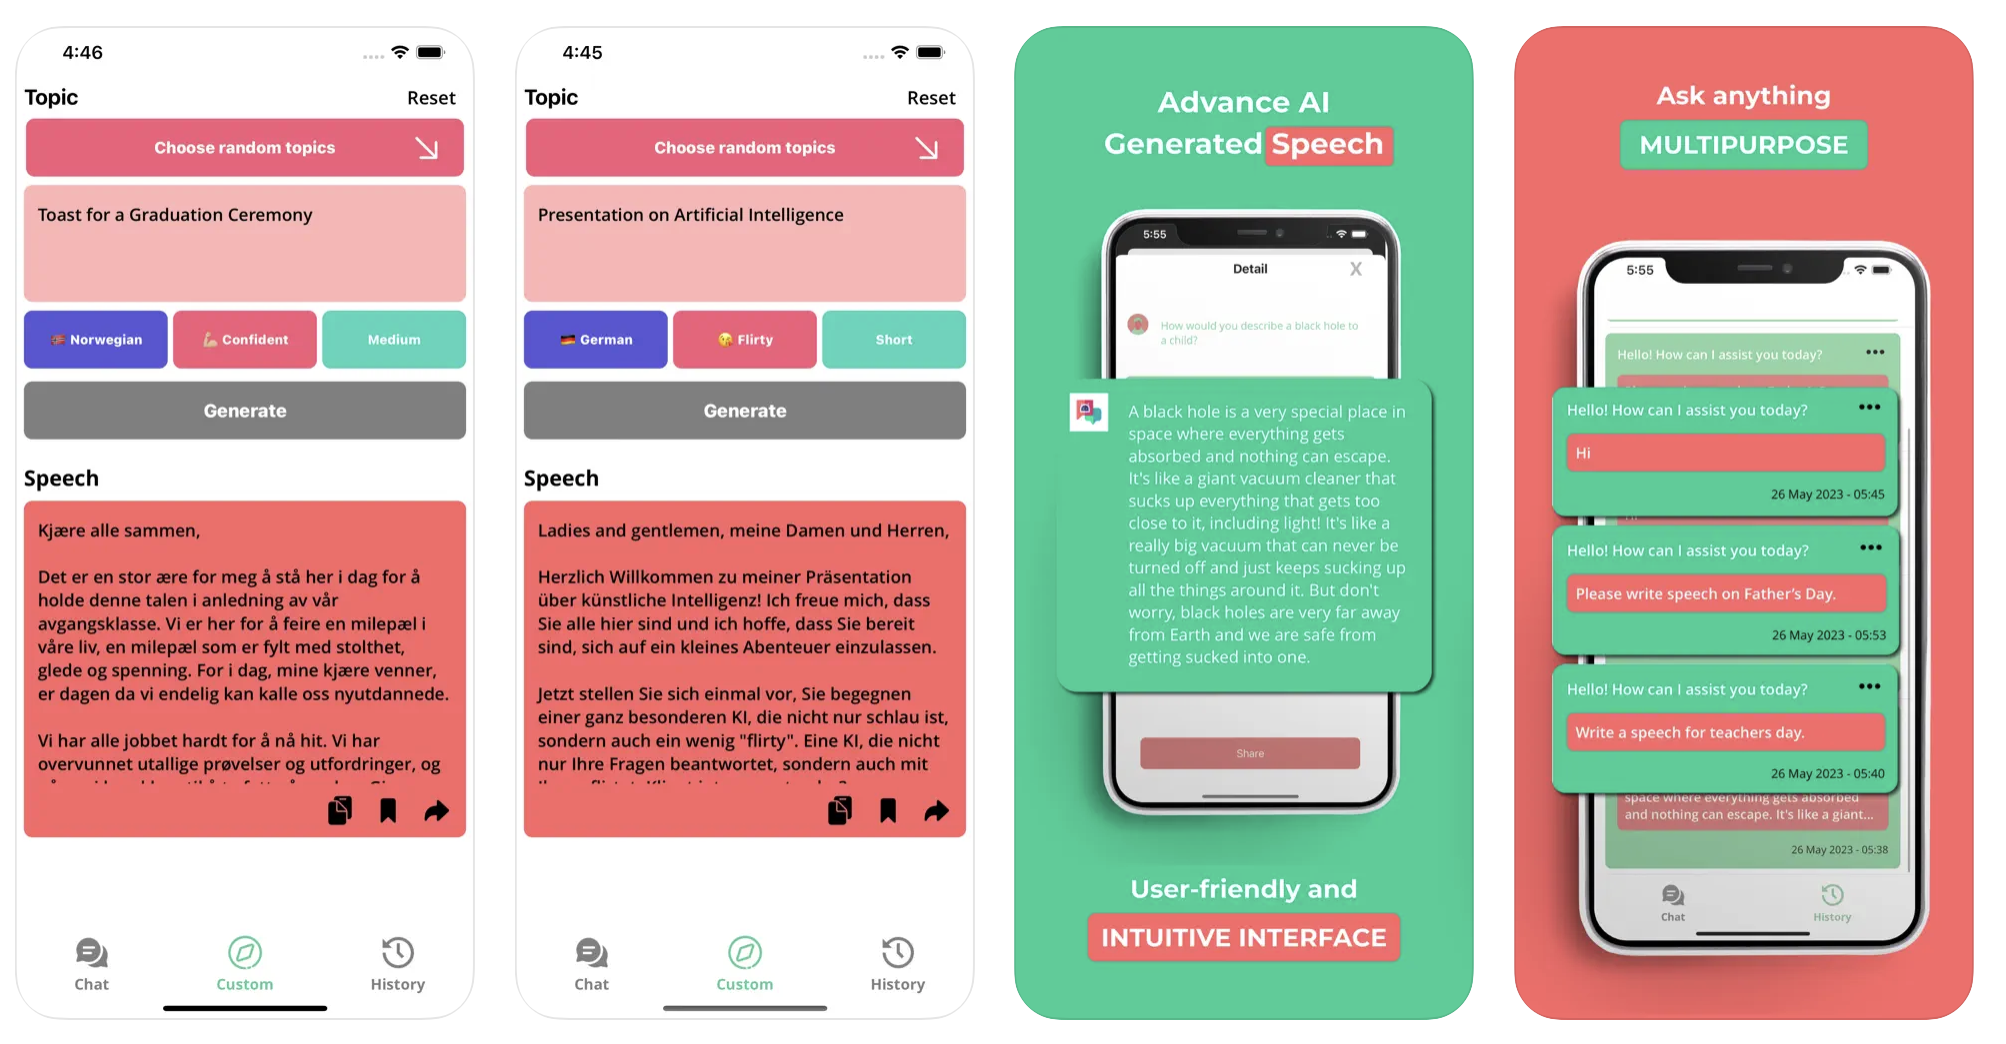 4:46
Topic
Reset
Choose random topics
Toast for a Graduation Ceremony
Norwegian
Confident
Medium
Generate
Speech
Kjære alle sammen,
Det er en stor ære for meg å stå her i dag for å
holde denne talen i anledning av vår
avgangsklasse. Vi er her for å feire en milepæl i
våre liv, en milepæl som er fylt med stolthet,
glede og spenning. For i dag, mine kjære venner,
er dagen da vi endelig kan kalle oss nyutdannede.
Vi har alle jobbet hardt for å nå hit. Vi har
overvunnet utallige prøvelser og utfordringer, og
Chat
Custom
History
4:45
Topic
Reset
Choose random topics
Presentation on Artificial Intelligence
German
Flirty
Short
Generate
Speech
Ladies and gentlemen, meine Damen und Herren,
Herzlich Willkommen zu meiner Präsentation
über künstliche Intelligenz! Ich freue mich, dass
Sie alle hier sind und ich hoffe, dass Sie bereit
sind, sich auf ein kleines Abenteuer einzulassen.
Jetzt stellen Sie sich einmal vor, Sie begegnen
einer ganz besonderen KI, die nicht nur schlau ist,
sondern auch ein wenig "flirty". Eine KI, die nicht
nur Ihre Fragen beantwortet, sondern auch mit
Chat
Custom
History
Advance AI
Generated Speech
5:55
Detail
X
How would you describe a black hole to
a child?
A black hole is a very special place in
space where everything gets
absorbed and nothing can escape.
It's like a giant vacuum cleaner that
sucks up everything that gets too
close to it, including light! It's like a
really big vacuum that can never be
turned off and just keeps sucking up
all the things around it. But don't
worry, black holes are very far away
from Earth and we are safe from
getting sucked into one.
Share
User-friendly and
INTUITIVE INTERFACE
Ask anything
MULTIPURPOSE
5:55
Hello! How can I assist you today?
Hello! How can I assist you today?
Hi
26 May 2023 - 05:45
Hello! How can I assist you today?
Please write speech on Father's Day.
26 May 2023 - 05:53
Hello! How can I assist you today?
Write a speech for teachers day.
26 May 2023 - 05:40
space where everything gets absorbed
and nothing can escape. It's like a giant...
26 May 2023 - 05:38
Chat
History